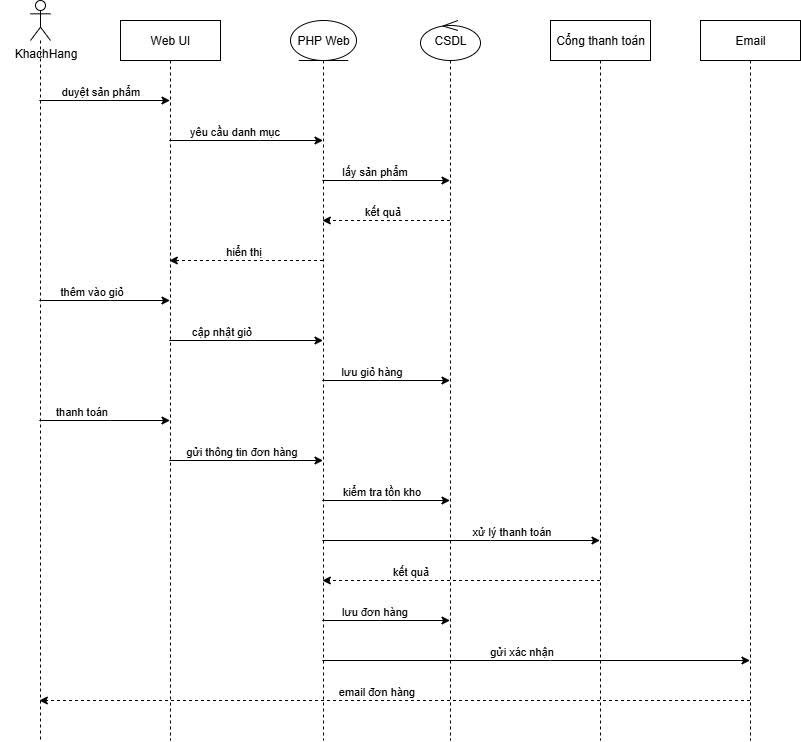 KhachHang
Web UI
PHP Web
CSDL
Cổng thanh toán
Email
duyệt sản phẩm
yêu cầu danh mục
lấy sản phẩm
kết quả
hiển thị
thêm vào giỏ
cập nhật giỏ
lưu giỏ hàng
thanh toán
gửi thông tin đơn hàng
kiểm tra tồn kho
xử lý thanh toán
kết quả
lưu đơn hàng
gửi xác nhận
email đơn hàng